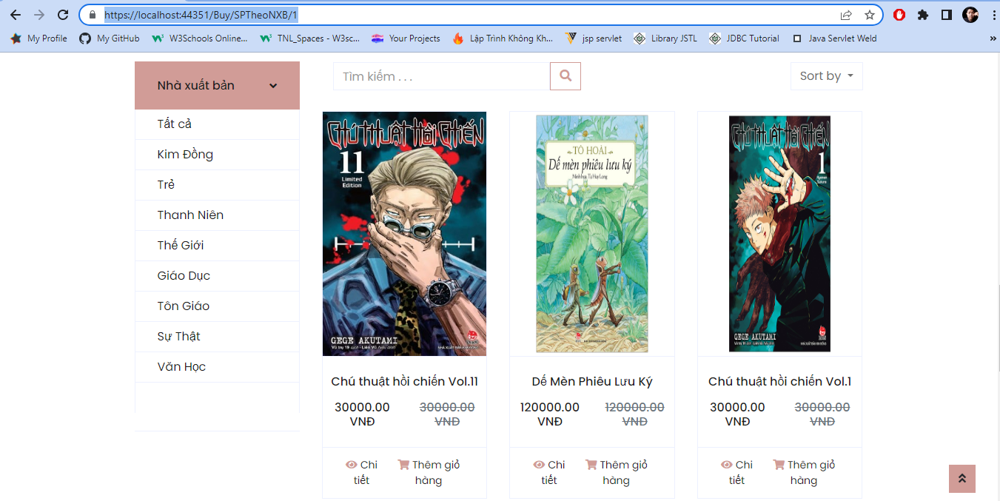 https://localhost:44351/Buy/SPTheoNXB/1
My Profile
My GitHub
W3Schools Online...
TNL_Spaces - W3sc...
Your Projects
Lập Trình Không Kh...
jsp servlet
Library JSTL
JDBC Tutorial
Java Servlet Weld
»
Nhà xuất bản
Tất cả
Kim Đồng
Trẻ
Thanh Niên
Thế Giới
Giáo Dục
Tôn Giáo
Sự Thật
Văn Học
Tìm kiếm . . .
Sort by
CHÚ THUẬT HỒI CHIẾN
11
Limited
Edition
GEGE AKUTAMI
Chú thuật hồi chiến Vol.11
30000.00
VNĐ
30000.00
VNĐ
Chi
tiết
Thêm giỏ
hàng
TÔ HOÀI
Dế mèn phiêu lưu ký
Minh họa: Tạ Huy Long
Dế Mèn Phiêu Lưu Ký
120000.00
VNĐ
120000.00
VNĐ
Chi
tiết
Thêm giỏ
hàng
CHÚ THUẬT HỒI CHIẾN
1
GEGE AKUTAMI
Chú thuật hồi chiến Vol.1
30000.00
VNĐ
30000.00
VNĐ
Chi
tiết
Thêm giỏ
hàng